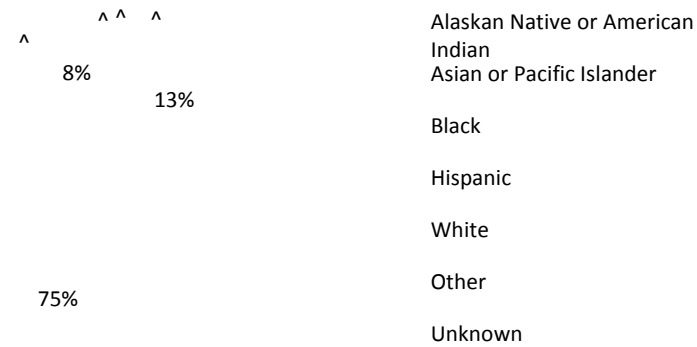 ^ ^ ^
^
8%
13%
75%
Alaskan Native or American
Indian
Asian or Pacific Islander
Black
Hispanic
White
Other
Unknown